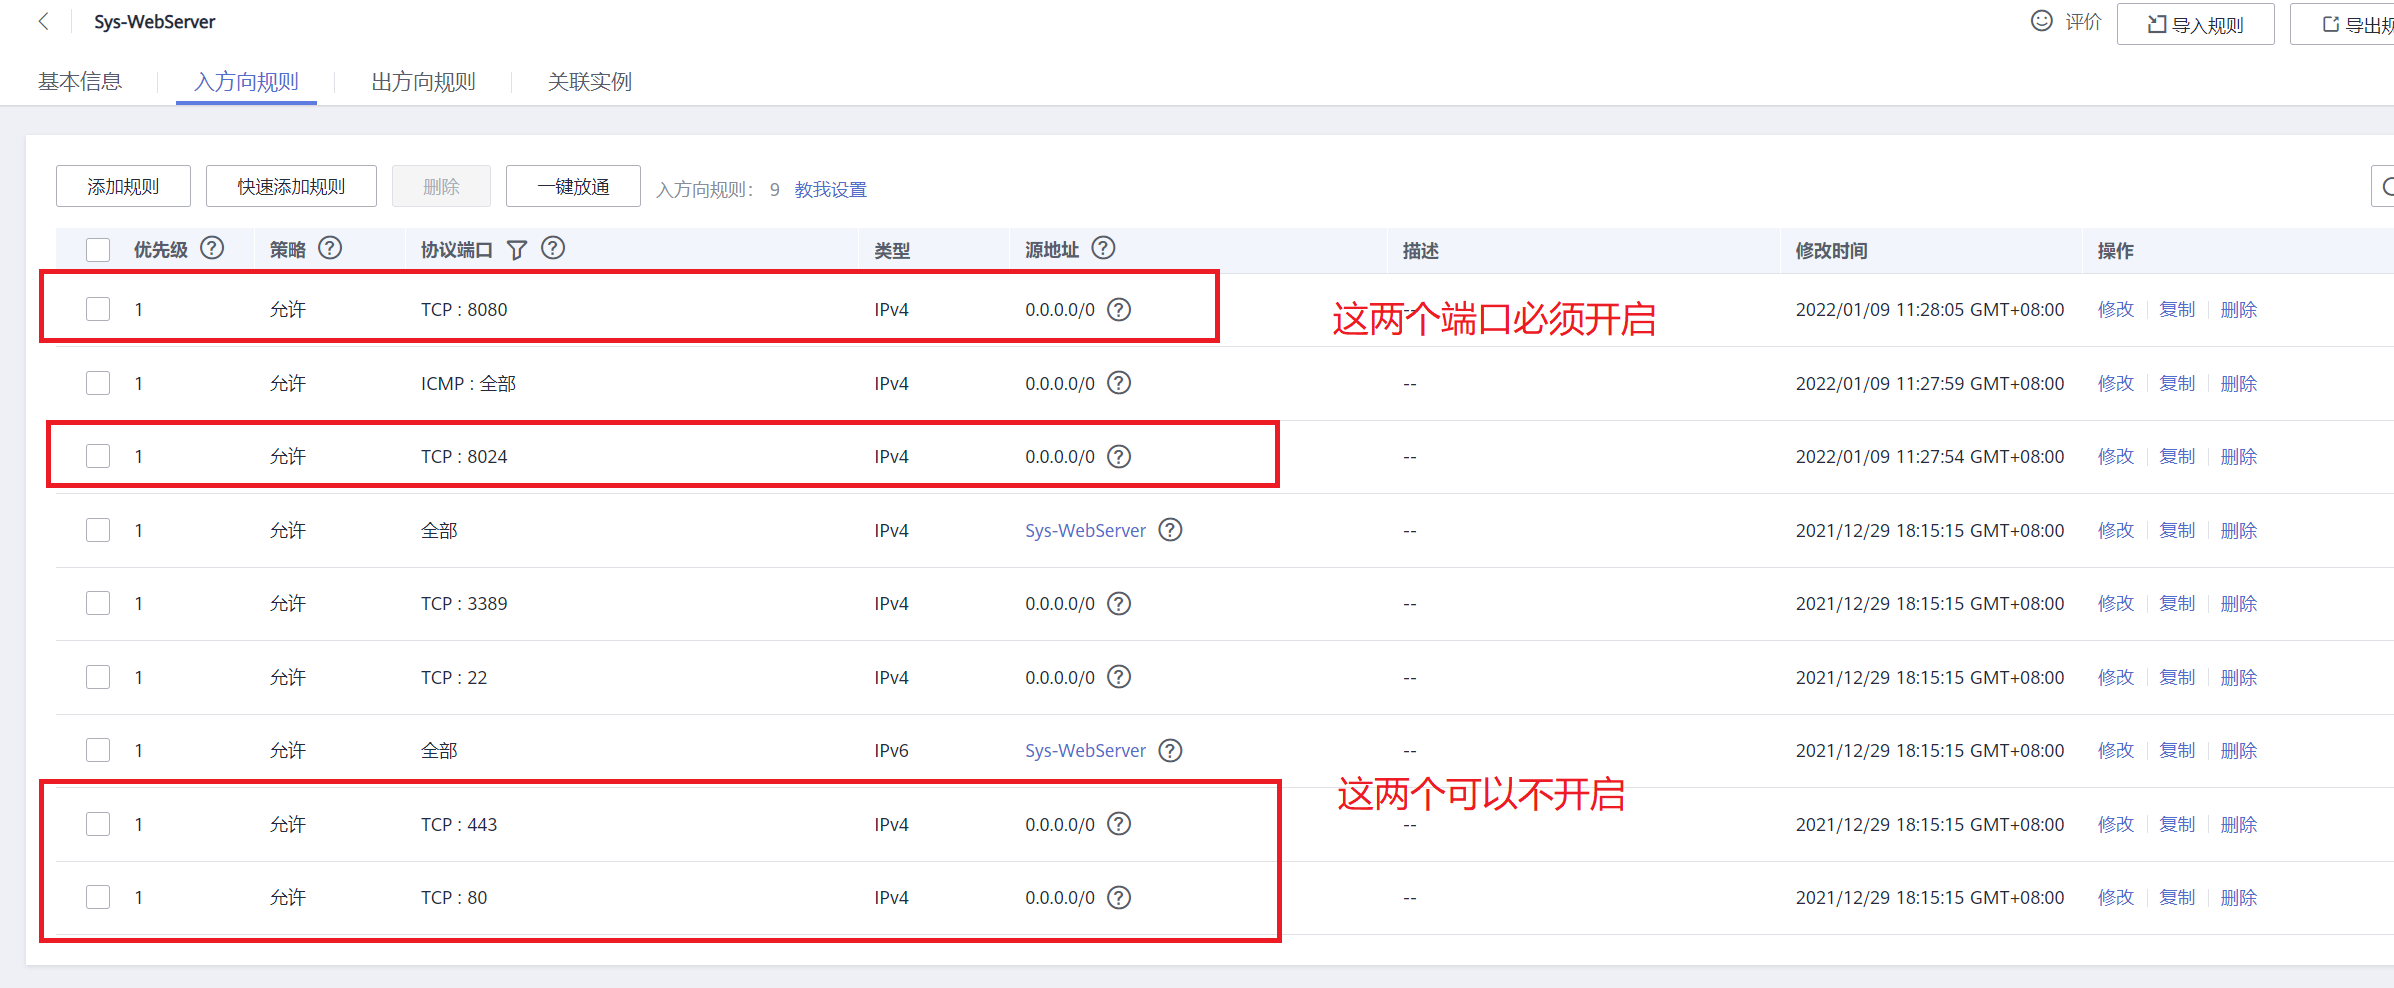 Sys-WebServer 评价 导入规则 导出规
基本信息 入方向规则 出方向规则 关联实例
添加规则 快速添加规则 删除 一键放通 入方向规则： 9 教我设置
优先级 策略 协议端口 类型 源地址 描述 修改时间 操作
1 允许 TCP : 8080 IPv4 0.0.0.0/0 -- 2022/01/09 11:28:05 GMT+08:00 修改 复制 删除
这两个端口必须开启
1 允许 ICMP : 全部 IPv4 0.0.0.0/0 -- 2022/01/09 11:27:59 GMT+08:00 修改 复制 删除
1 允许 TCP : 8024 IPv4 0.0.0.0/0 -- 2022/01/09 11:27:54 GMT+08:00 修改 复制 删除
1 允许 全部 IPv4 Sys-WebServer -- 2021/12/29 18:15:15 GMT+08:00 修改 复制 删除
1 允许 TCP : 3389 IPv4 0.0.0.0/0 -- 2021/12/29 18:15:15 GMT+08:00 修改 复制 删除
1 允许 TCP : 22 IPv4 0.0.0.0/0 -- 2021/12/29 18:15:15 GMT+08:00 修改 复制 删除
1 允许 全部 IPv6 Sys-WebServer -- 2021/12/29 18:15:15 GMT+08:00 修改 复制 删除
这两个可以不开启
1 允许 TCP : 443 IPv4 0.0.0.0/0 -- 2021/12/29 18:15:15 GMT+08:00 修改 复制 删除
1 允许 TCP : 80 IPv4 0.0.0.0/0 -- 2021/12/29 18:15:15 GMT+08:00 修改 复制 删除